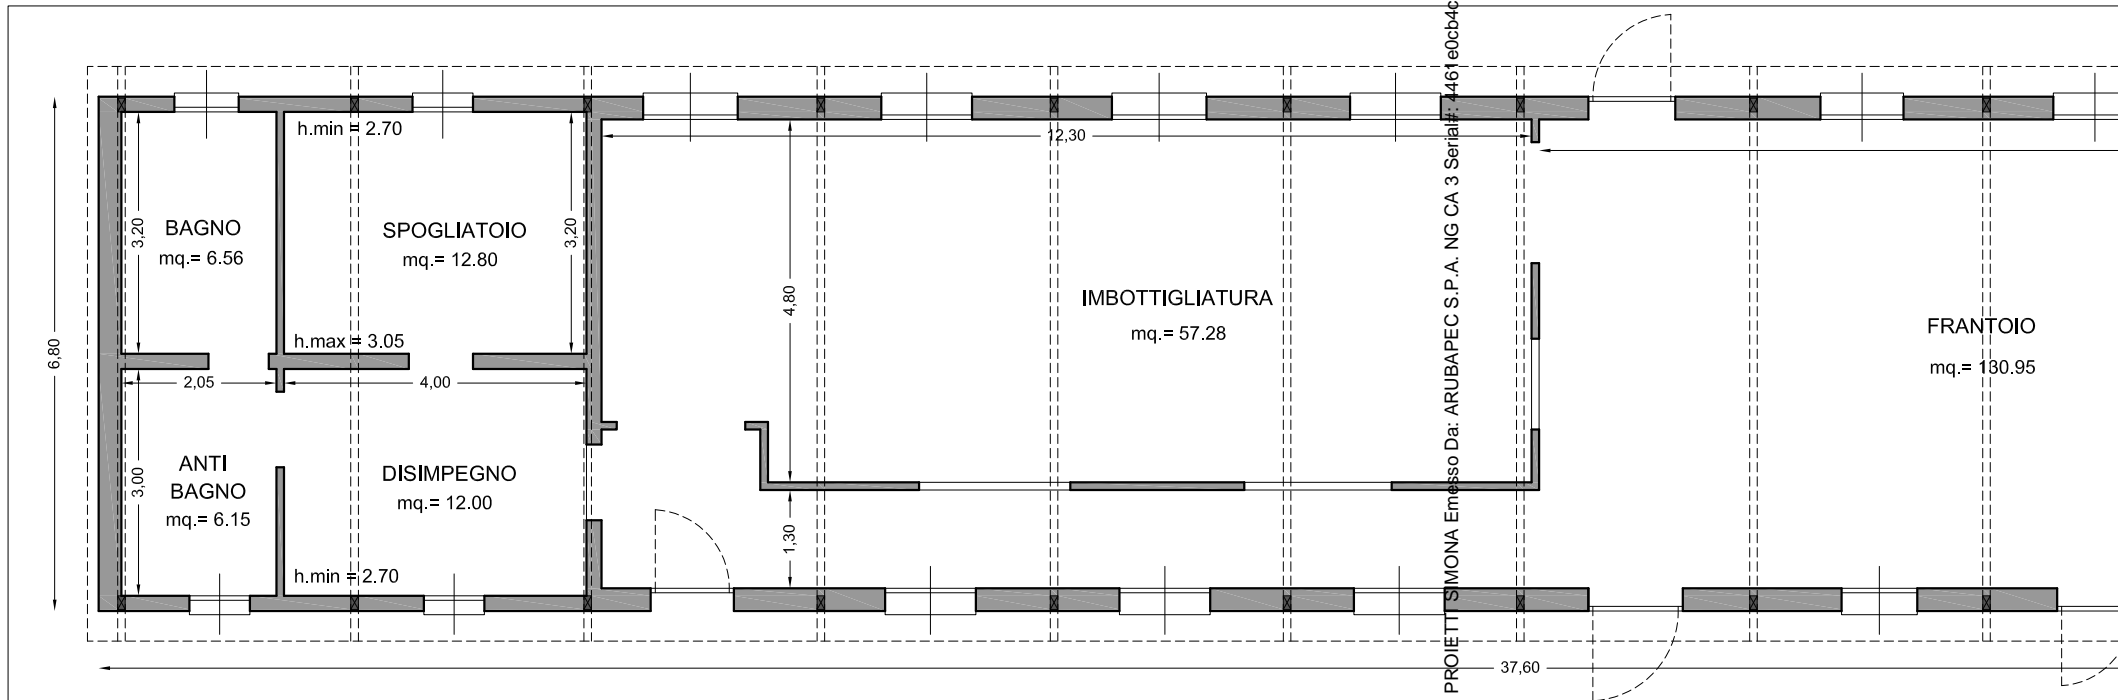 h.min = 2.70
12,30
3,20
BAGNO
mq.= 6.56
SPOGLIATOIO
mq.= 12.80
3,20
4,80
IMBOTTIGLIATURA
mq.= 57.28
FRANTOIO
mq.= 130.95
6,80
h.max = 3.05
2,05
4,00
3,00
ANTI
BAGNO
mq.= 6.15
DISIMPEGNO
mq.= 12.00
h.min = 2.70
1,30
37,60
PROIETTI SIMONA Emesso Da: ARUBAPEC S.P.A. NG CA 3 Serial#: 4461e0cb4c